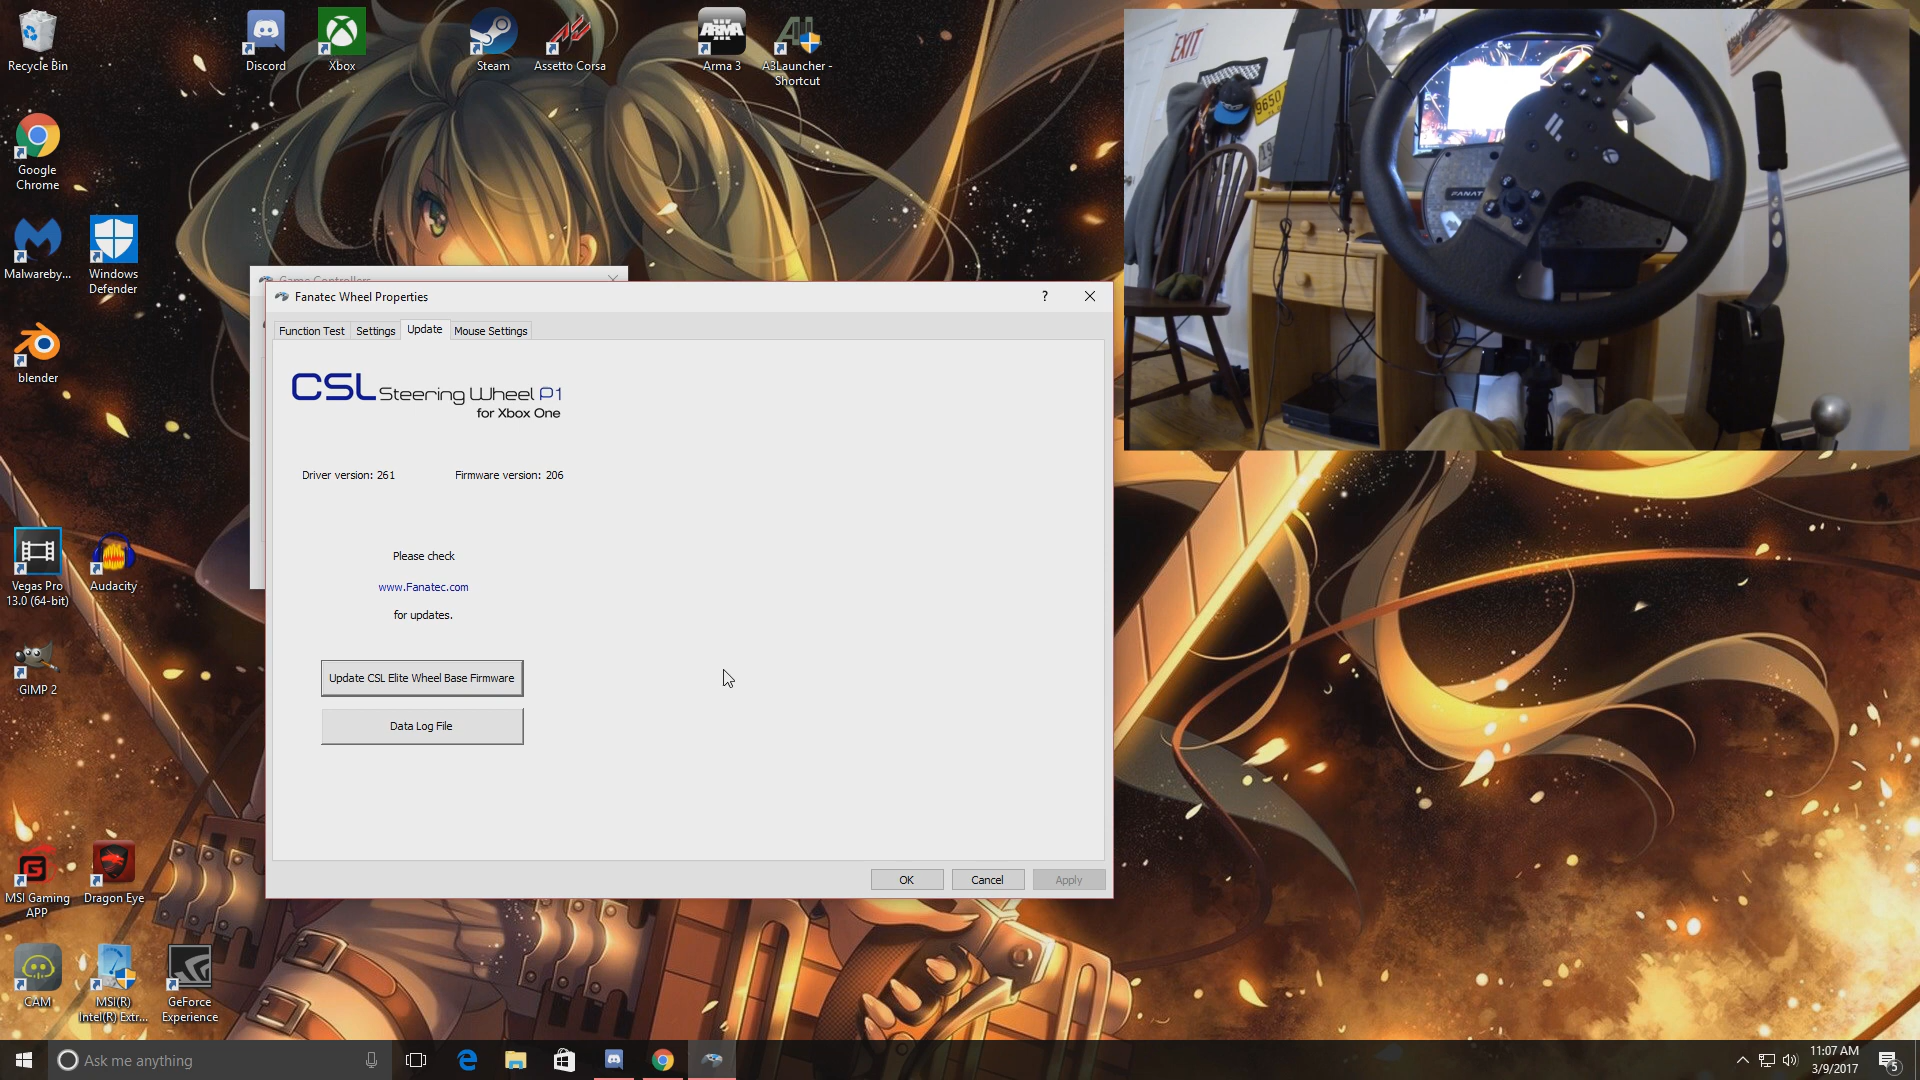 Recycle Bin
Discord
Xbox
Steam
Assetto Corsa
Arma 3
A3Launcher -
Shortcut
Google
Chrome
Malwareby...
Windows
Defender
blender
Vegas Pro
13.0 (64-bit)
Audacity
GIMP 2
MSI Gaming
APP
Dragon Eye
CAM
MSI(R)
Intel(R) Extr...
GeForce
Experience
ARMA
EXIT
9650
Game Controllers
Fanatec Wheel Properties
?
Function Test
Settings
Update
Mouse Settings
CSL Steering Wheel P1
for Xbox One
Driver version: 261
Firmware version: 206
Please check
www.Fanatec.com
for updates.
Update CSL Elite Wheel Base Firmware
Data Log File
OK
Cancel
Apply
Ask me anything
11:07 AM
3/9/2017
5